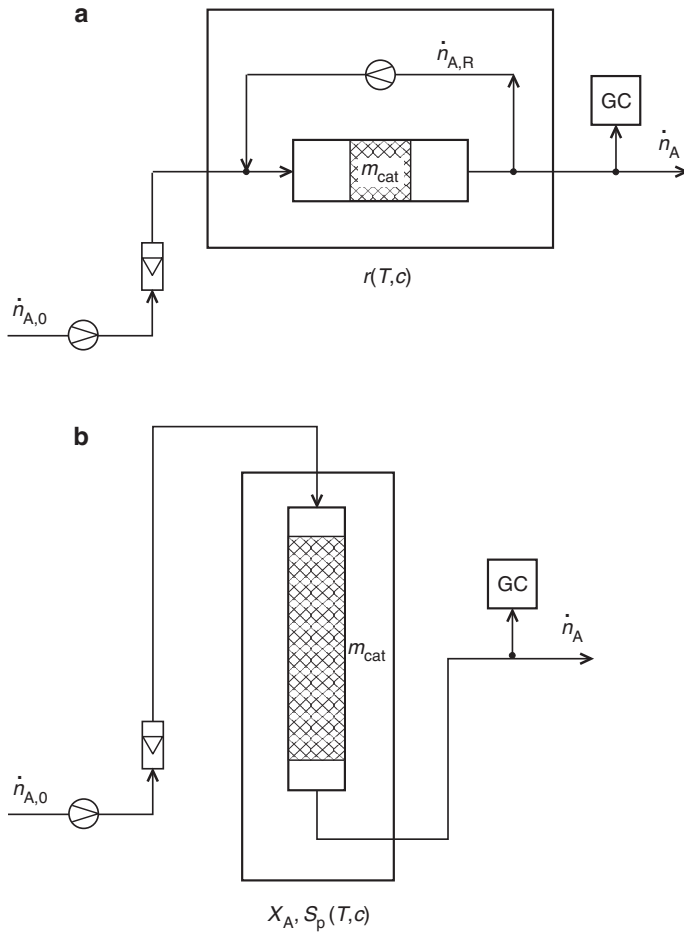 a
ṅA,R
GC
ṅA
mcat
r(T,c)
ṅA,0
b
GC
ṅA
mcat
ṅA,0
XA, Sp (T,c)